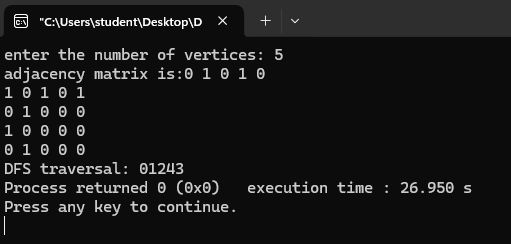 "C:\Users\student\Desktop\D
enter the number of vertices: 5
adjacency matrix is:0 1 0 1 0
1 0 1 0 1
0 1 0 0 0
1 0 0 0 0
0 1 0 0 0
DFS traversal: 01243
Process returned 0 (0x0)   execution time : 26.950 s
Press any key to continue.